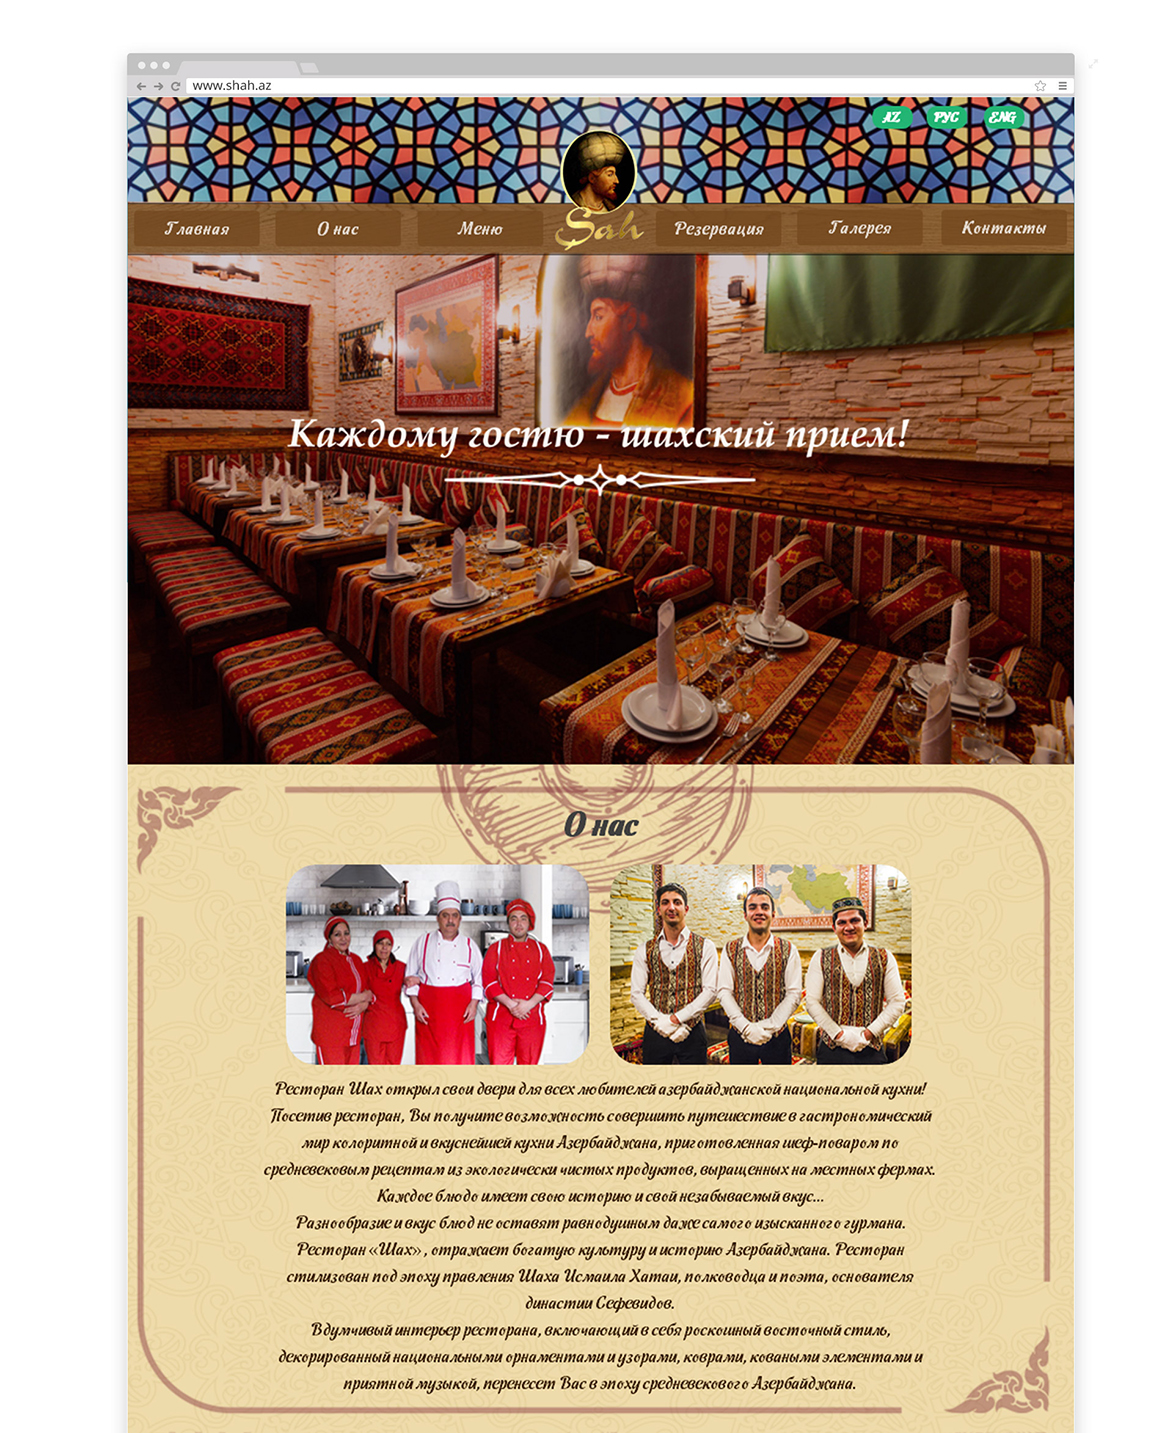 www.shah.az
AZ РУС ENG
Главная О нас Меню Şah Резервация Галерея Контакты
Каждому гостю - шахский прием!
О нас
Ресторан Шах открыл свои двери для всех любителей азербайджанской национальной кухни!
Посетив ресторан, Вы получите возможность совершить путешествие в гастрономический
мир колоритной и вкуснейшей кухни Азербайджана, приготовленная шеф-поваром по
средневековым рецептам из экологически чистых продуктов, выращенных на местных фермах.
Каждое блюдо имеет свою историю и свой незабываемый вкус...
Разнообразие и вкус блюд не оставят равнодушным даже самого изысканного гурмана.
Ресторан «Шах», отражает богатую культуру и историю Азербайджана. Ресторан
стилизован под эпоху правления Шаха Исмаила Хатаи, полководца и поэта, основателя
династии Сефевидов.
Вдумчивый интерьер ресторана, включающий в себя роскошный восточный стиль,
декорированный национальными орнаментами и узорами, коврами, коваными элементами и
приятной музыкой, перенесет Вас в эпоху средневекового Азербайджана.